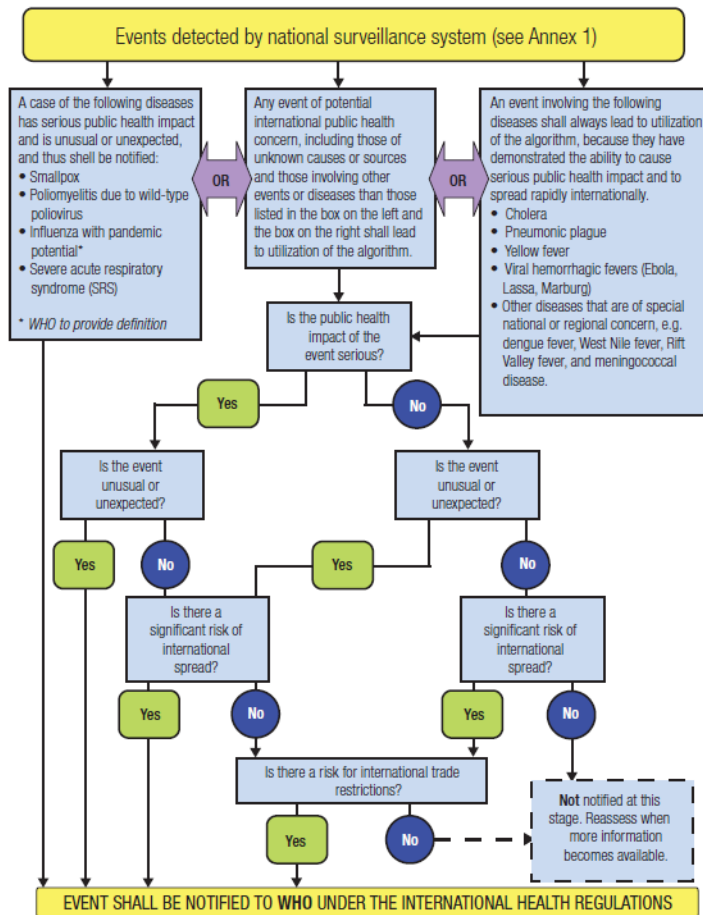 Events detected by national surveillance system (see Annex 1)
A case of the following diseases
has serious public health impact
and is unusual or unexpected,
and thus shall be notified:
• Smallpox
• Poliomyelitis due to wild-type
poliovirus
• Influenza with pandemic
potential*
• Severe acute respiratory
syndrome (SRS)
* WHO to provide definition
OR
Any event of potential
international public health
concern, including those of
unknown causes or sources
and those involving other
events or diseases than those
listed in the box on the left and
the box on the right shall lead
to utilization of the algorithm.
OR
An event involving the following
diseases shall always lead to utilization
of the algorithm, because they have
demonstrated the ability to cause
serious public health impact and to
spread rapidly internationally.
• Cholera
• Pneumonic plague
• Yellow fever
• Viral hemorrhagic fevers (Ebola,
Lassa, Marburg)
• Other diseases that are of special
national or regional concern, e.g.
dengue fever, West Nile fever, Rift
Valley fever, and meningococcal
disease.
Is the public health
impact of the
event serious?
Yes
No
Is the event
unusual or
unexpected?
Is the event
unusual or
unexpected?
Yes
No
Yes
No
Is there a
significant risk of
international
spread?
Is there a
significant risk of
international
spread?
Yes
No
Yes
No
Is there a risk for international trade
restrictions?
Yes
No
Not notified at this
stage. Reassess when
more information
becomes available.
EVENT SHALL BE NOTIFIED TO WHO UNDER THE INTERNATIONAL HEALTH REGULATIONS